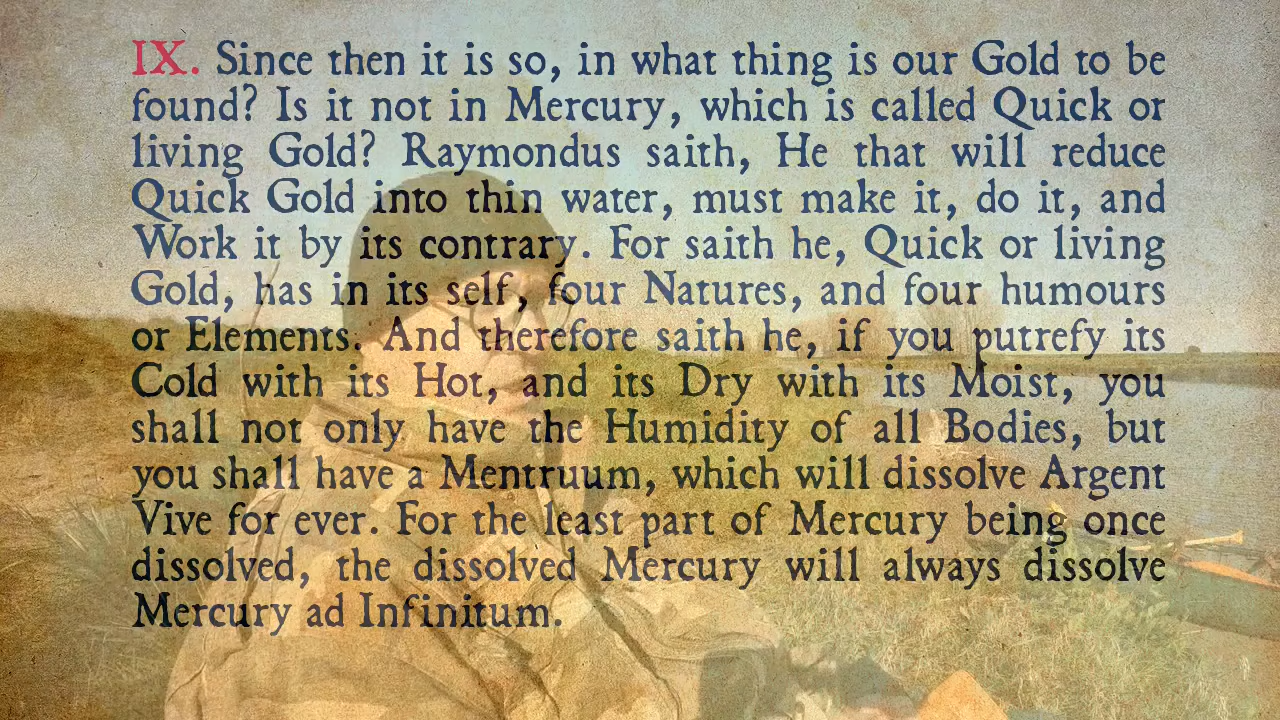 IX. Since then it is so, in what thing is our Gold to be
found? Is it not in Mercury, which is called Quick or
living Gold? Raymondus saith, He that will reduce
Quick Gold into thin water, must make it, do it, and
Work it by its contrary. For saith he, Quick or living
Gold, has in its self, four Natures, and four humours
or Elements. And therefore saith he, if you putrefy its
Cold with its Hot, and its Dry with its Moist, you
shall not only have the Humidity of all Bodies, but
you shall have a Mentruum, which will dissolve Argent
Vive for ever. For the least part of Mercury being once
dissolved, the dissolved Mercury will always dissolve
Mercury ad Infinitum.